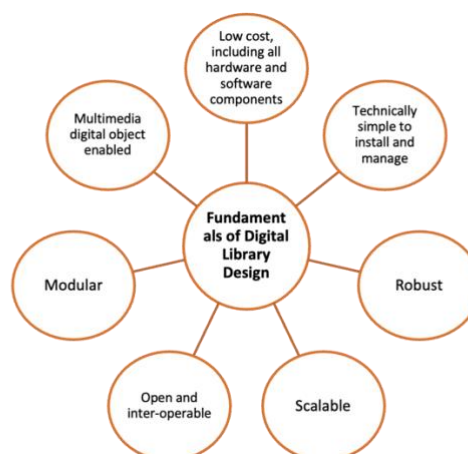 Low cost,
including all
hardware and
software
components
Multimedia
digital object
enabled
Technically
simple to
install and
manage
Fundament
als of Digital
Library
Design
Modular
Robust
Open and
inter-operable
Scalable